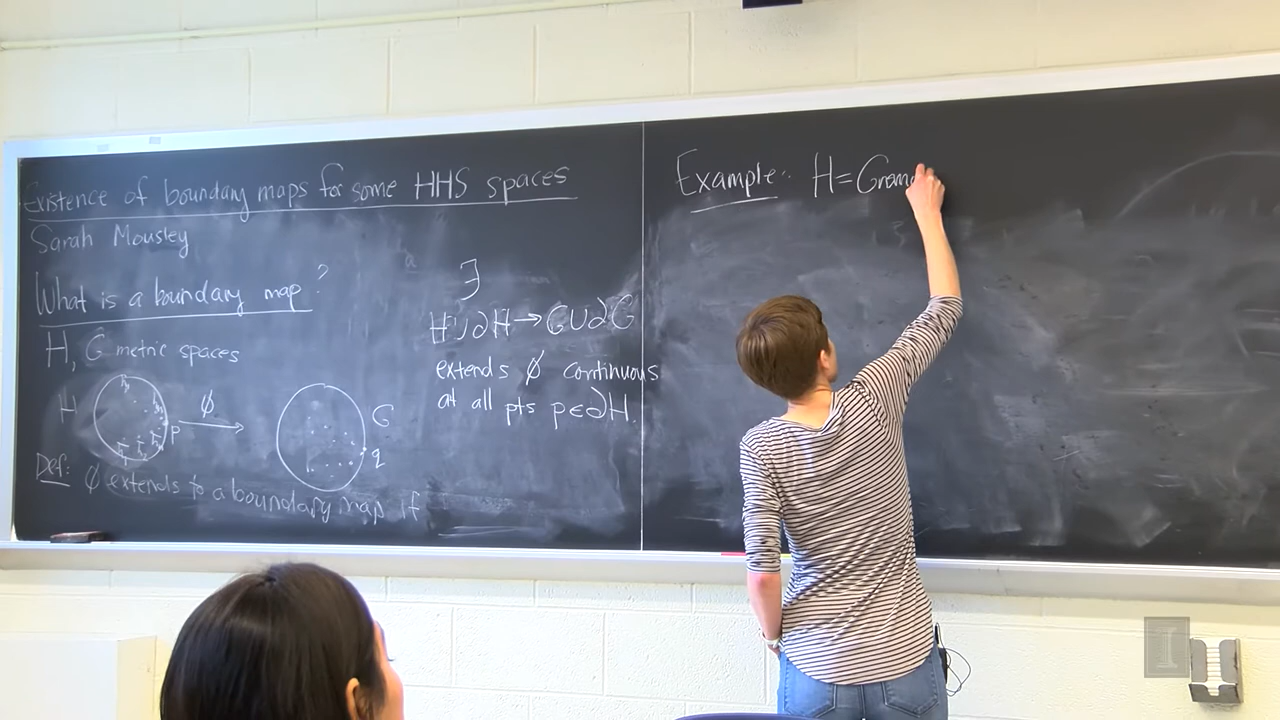 Existence of boundary maps for some HHS spaces
Sarah Mousley
What is a boundary map?
H, G metric spaces
H
φ
p
G
q
Def: φ extends to a boundary map if
∃
H∪∂H→G∪∂G
extends φ continuous
at all pts p∈∂H.
Example: H=Grom
I